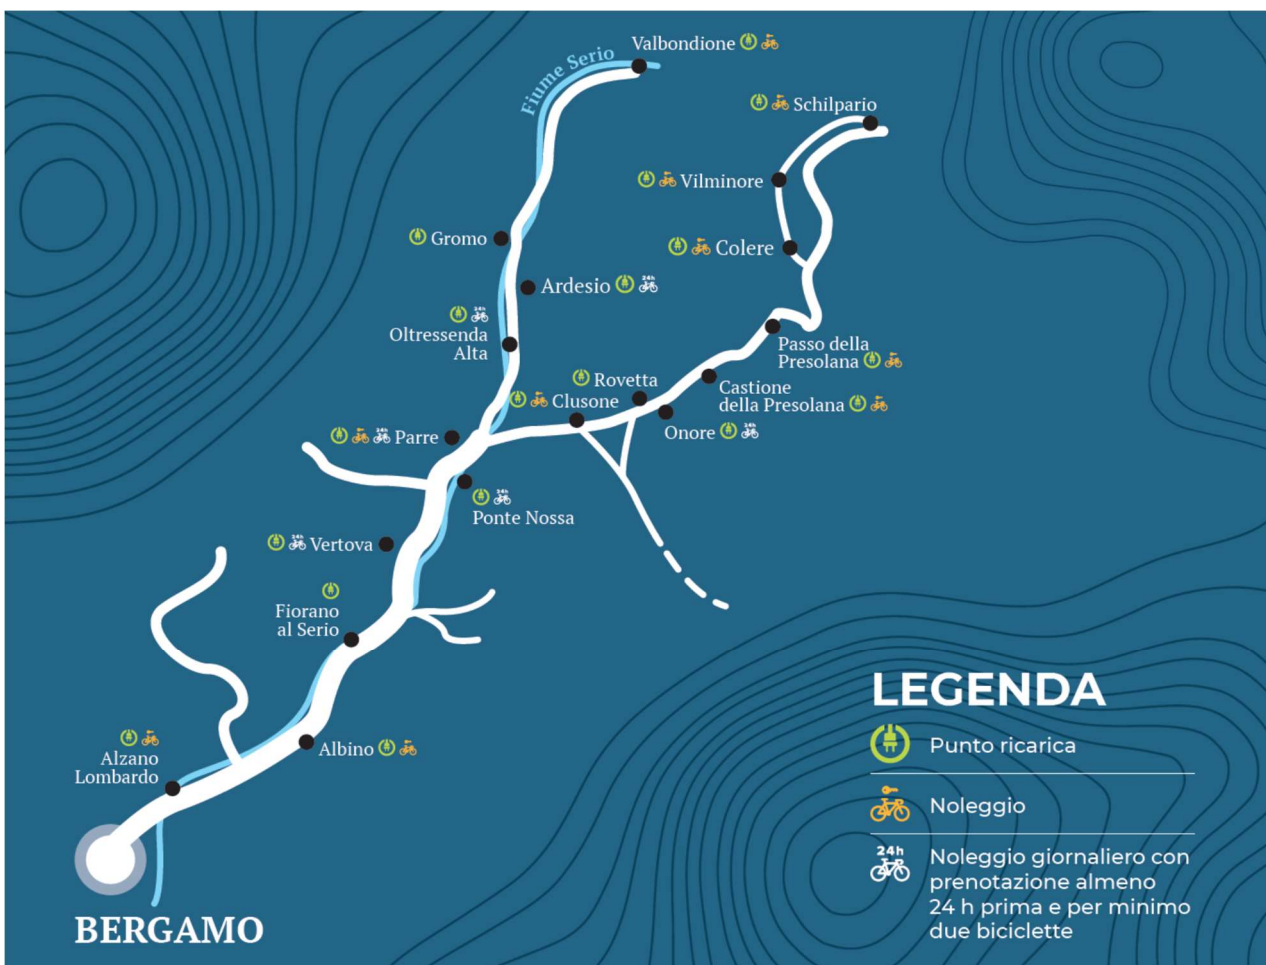 Fiume Serio
Valbondione
Schilpario
Vilminore
Gromo
Colere
Ardesio
24h
24h
Oltressenda
Alta
Passo della
Presolana
Rovetta
Castione
della Presolana
Clusone
Onore
24h
24h
Parre
24h
Ponte Nossa
24h
Vertova
Fiorano
al Serio
Alzano
Lombardo
Albino
BERGAMO
LEGENDA
Punto ricarica
Noleggio
24h
Noleggio giornaliero con
prenotazione almeno
24 h prima e per minimo
due biciclette